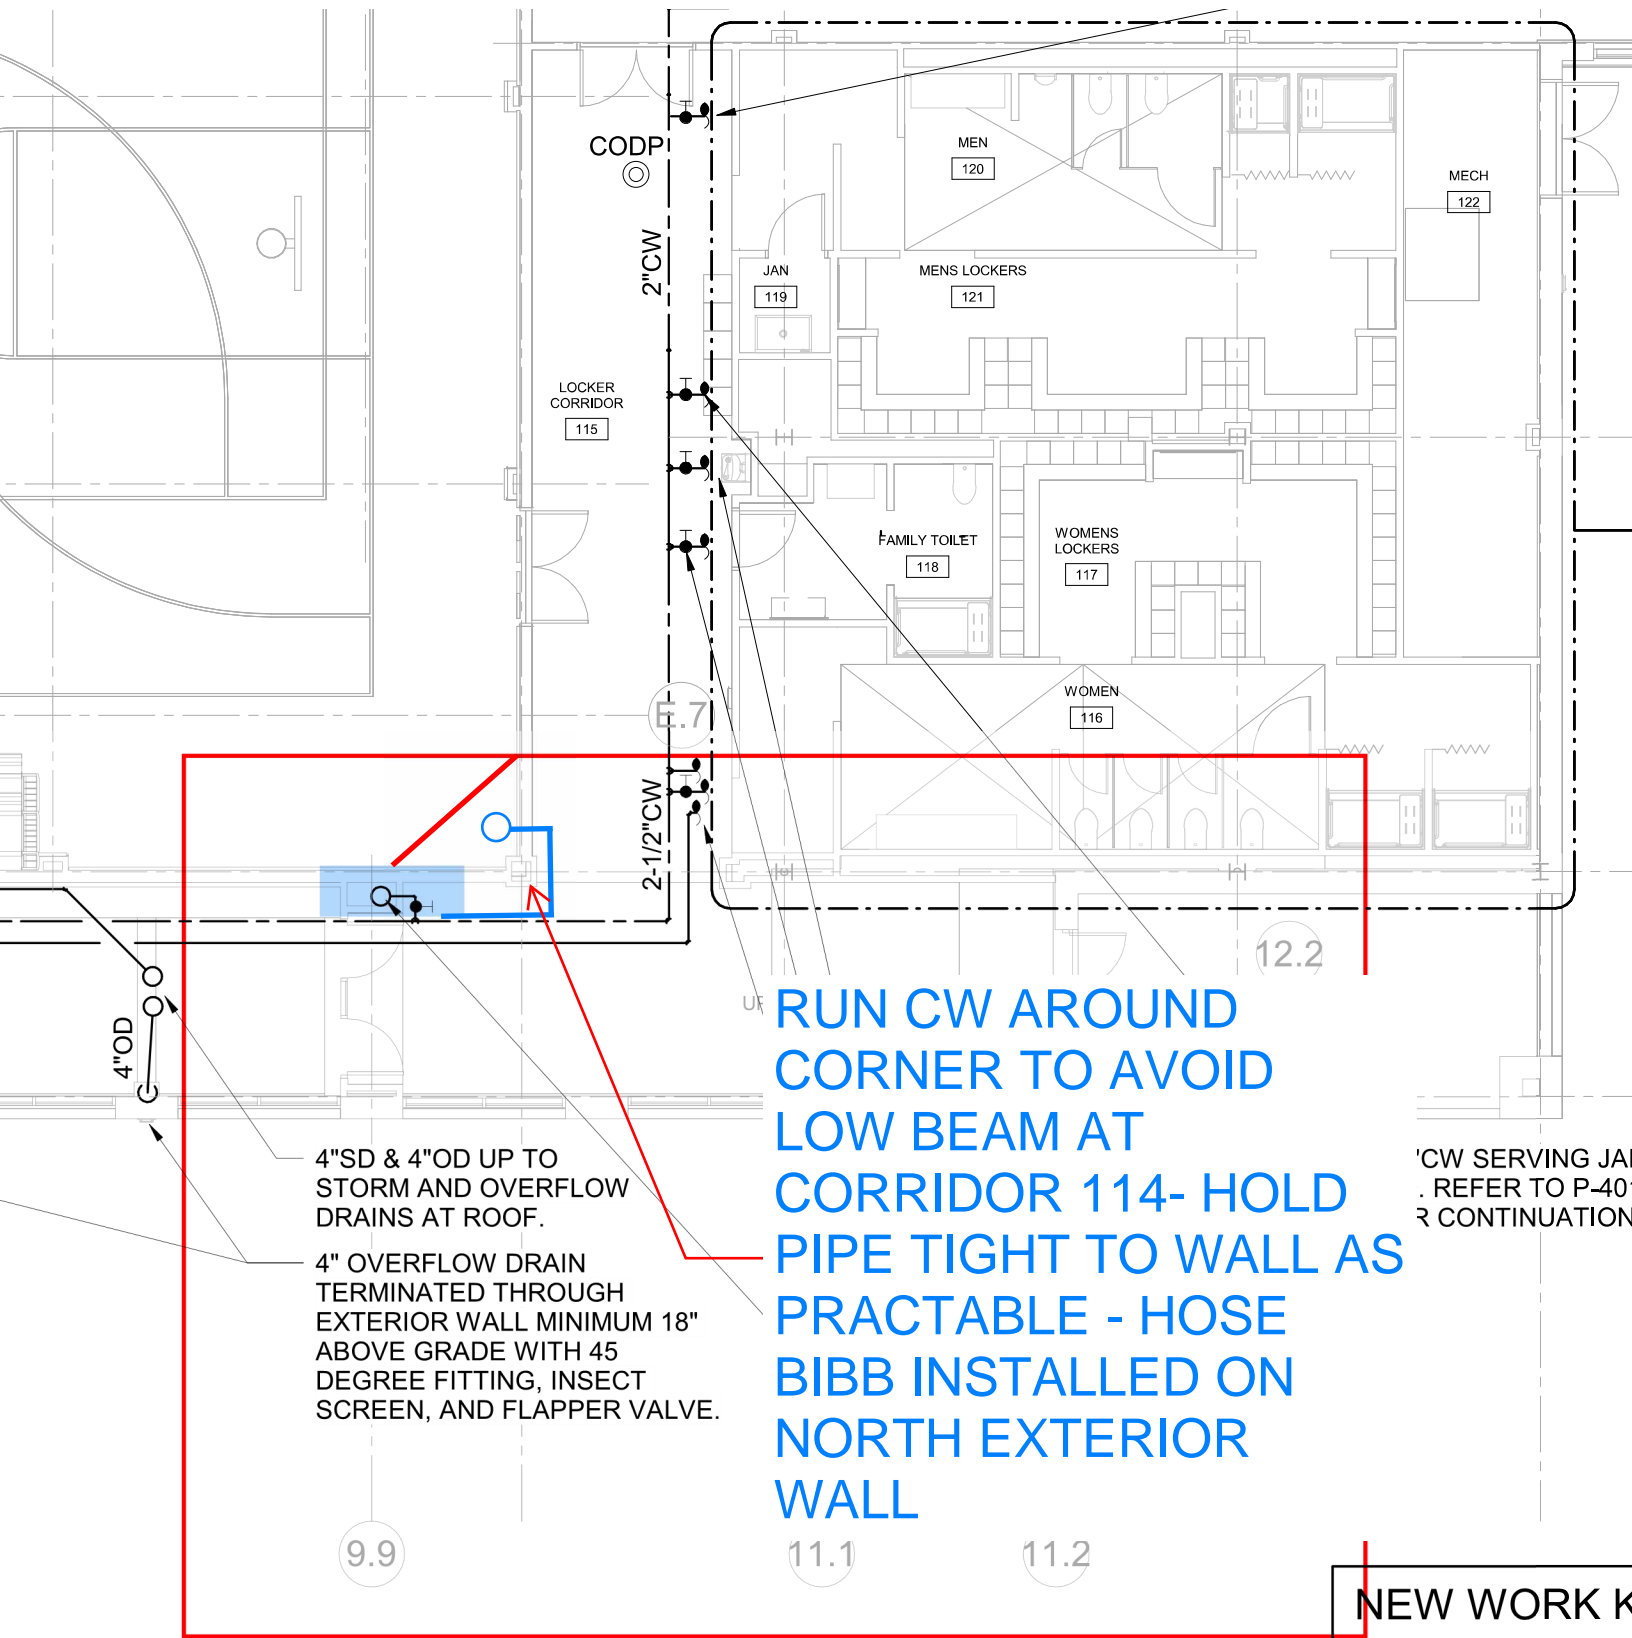 CODP
2"CW
LOCKER
CORRIDOR
115
MEN
120
MECH
122
JAN
119
MENS LOCKERS
121
FAMILY TOILET
118
WOMENS
LOCKERS
117
WOMEN
116
E.7
2-1/2"CW
12.2
4"OD
4"SD & 4"OD UP TO
STORM AND OVERFLOW
DRAINS AT ROOF.
4" OVERFLOW DRAIN
TERMINATED THROUGH
EXTERIOR WALL MINIMUM 18"
ABOVE GRADE WITH 45
DEGREE FITTING, INSECT
SCREEN, AND FLAPPER VALVE.
RUN CW AROUND
CORNER TO AVOID
LOW BEAM AT
CORRIDOR 114- HOLD
PIPE TIGHT TO WALL AS
PRACTABLE - HOSE
BIBB INSTALLED ON
NORTH EXTERIOR
WALL
"CW SERVING
. REFER TO
CONTINUATION
9.9
11.1
11.2
NEW WORK